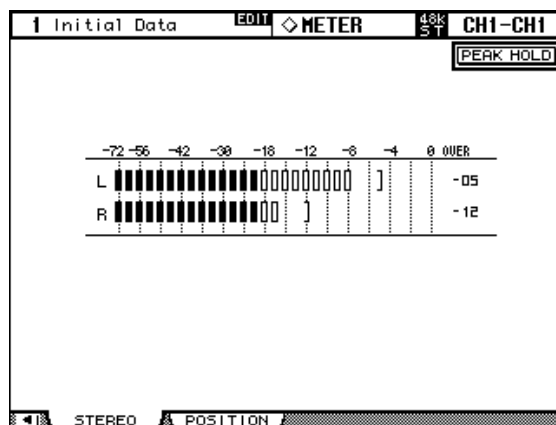 1 Initial Data EDIT ◇METER 48K ST CH1-CH1
PEAK HOLD
-72 -56 -42 -30 -18 -12 -8 -4 0 OVER
L -05
R -12
STEREO POSITION